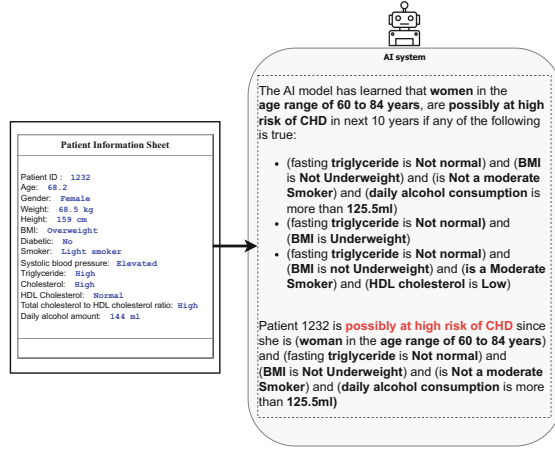 AI system
Patient Information Sheet
Patient ID : 1232
Age: 68.2
Gender: Female
Weight: 68.5 kg
Height: 159 cm
BMI: Overweight
Diabetic: No
Smoker: Light smoker
Systolic blood pressure: Elevated
Triglyceride: High
Cholesterol: High
HDL Cholesterol: Normal
Total cholesterol to HDL cholesterol ratio: High
Daily alcohol amount: 144 ml
The AI model has learned that women in the
age range of 60 to 84 years, are possibly at high
risk of CHD in next 10 years if any of the following
is true:
• (fasting triglyceride is Not normal) and (BMI
is Not Underweight) and (is Not a moderate
Smoker) and (daily alcohol consumption is
more than 125.5ml)
• (fasting triglyceride is Not normal) and
(BMI is Underweight)
• (fasting triglyceride is Not normal) and
(BMI is not Underweight) and (is a Moderate
Smoker) and (HDL cholesterol is Low)
Patient 1232 is possibly at high risk of CHD since
she is (woman in the age range of 60 to 84 years)
and (fasting triglyceride is Not normal) and
(BMI is Not Underweight) and (is Not a moderate
Smoker) and (daily alcohol consumption is more
than 125.5ml)